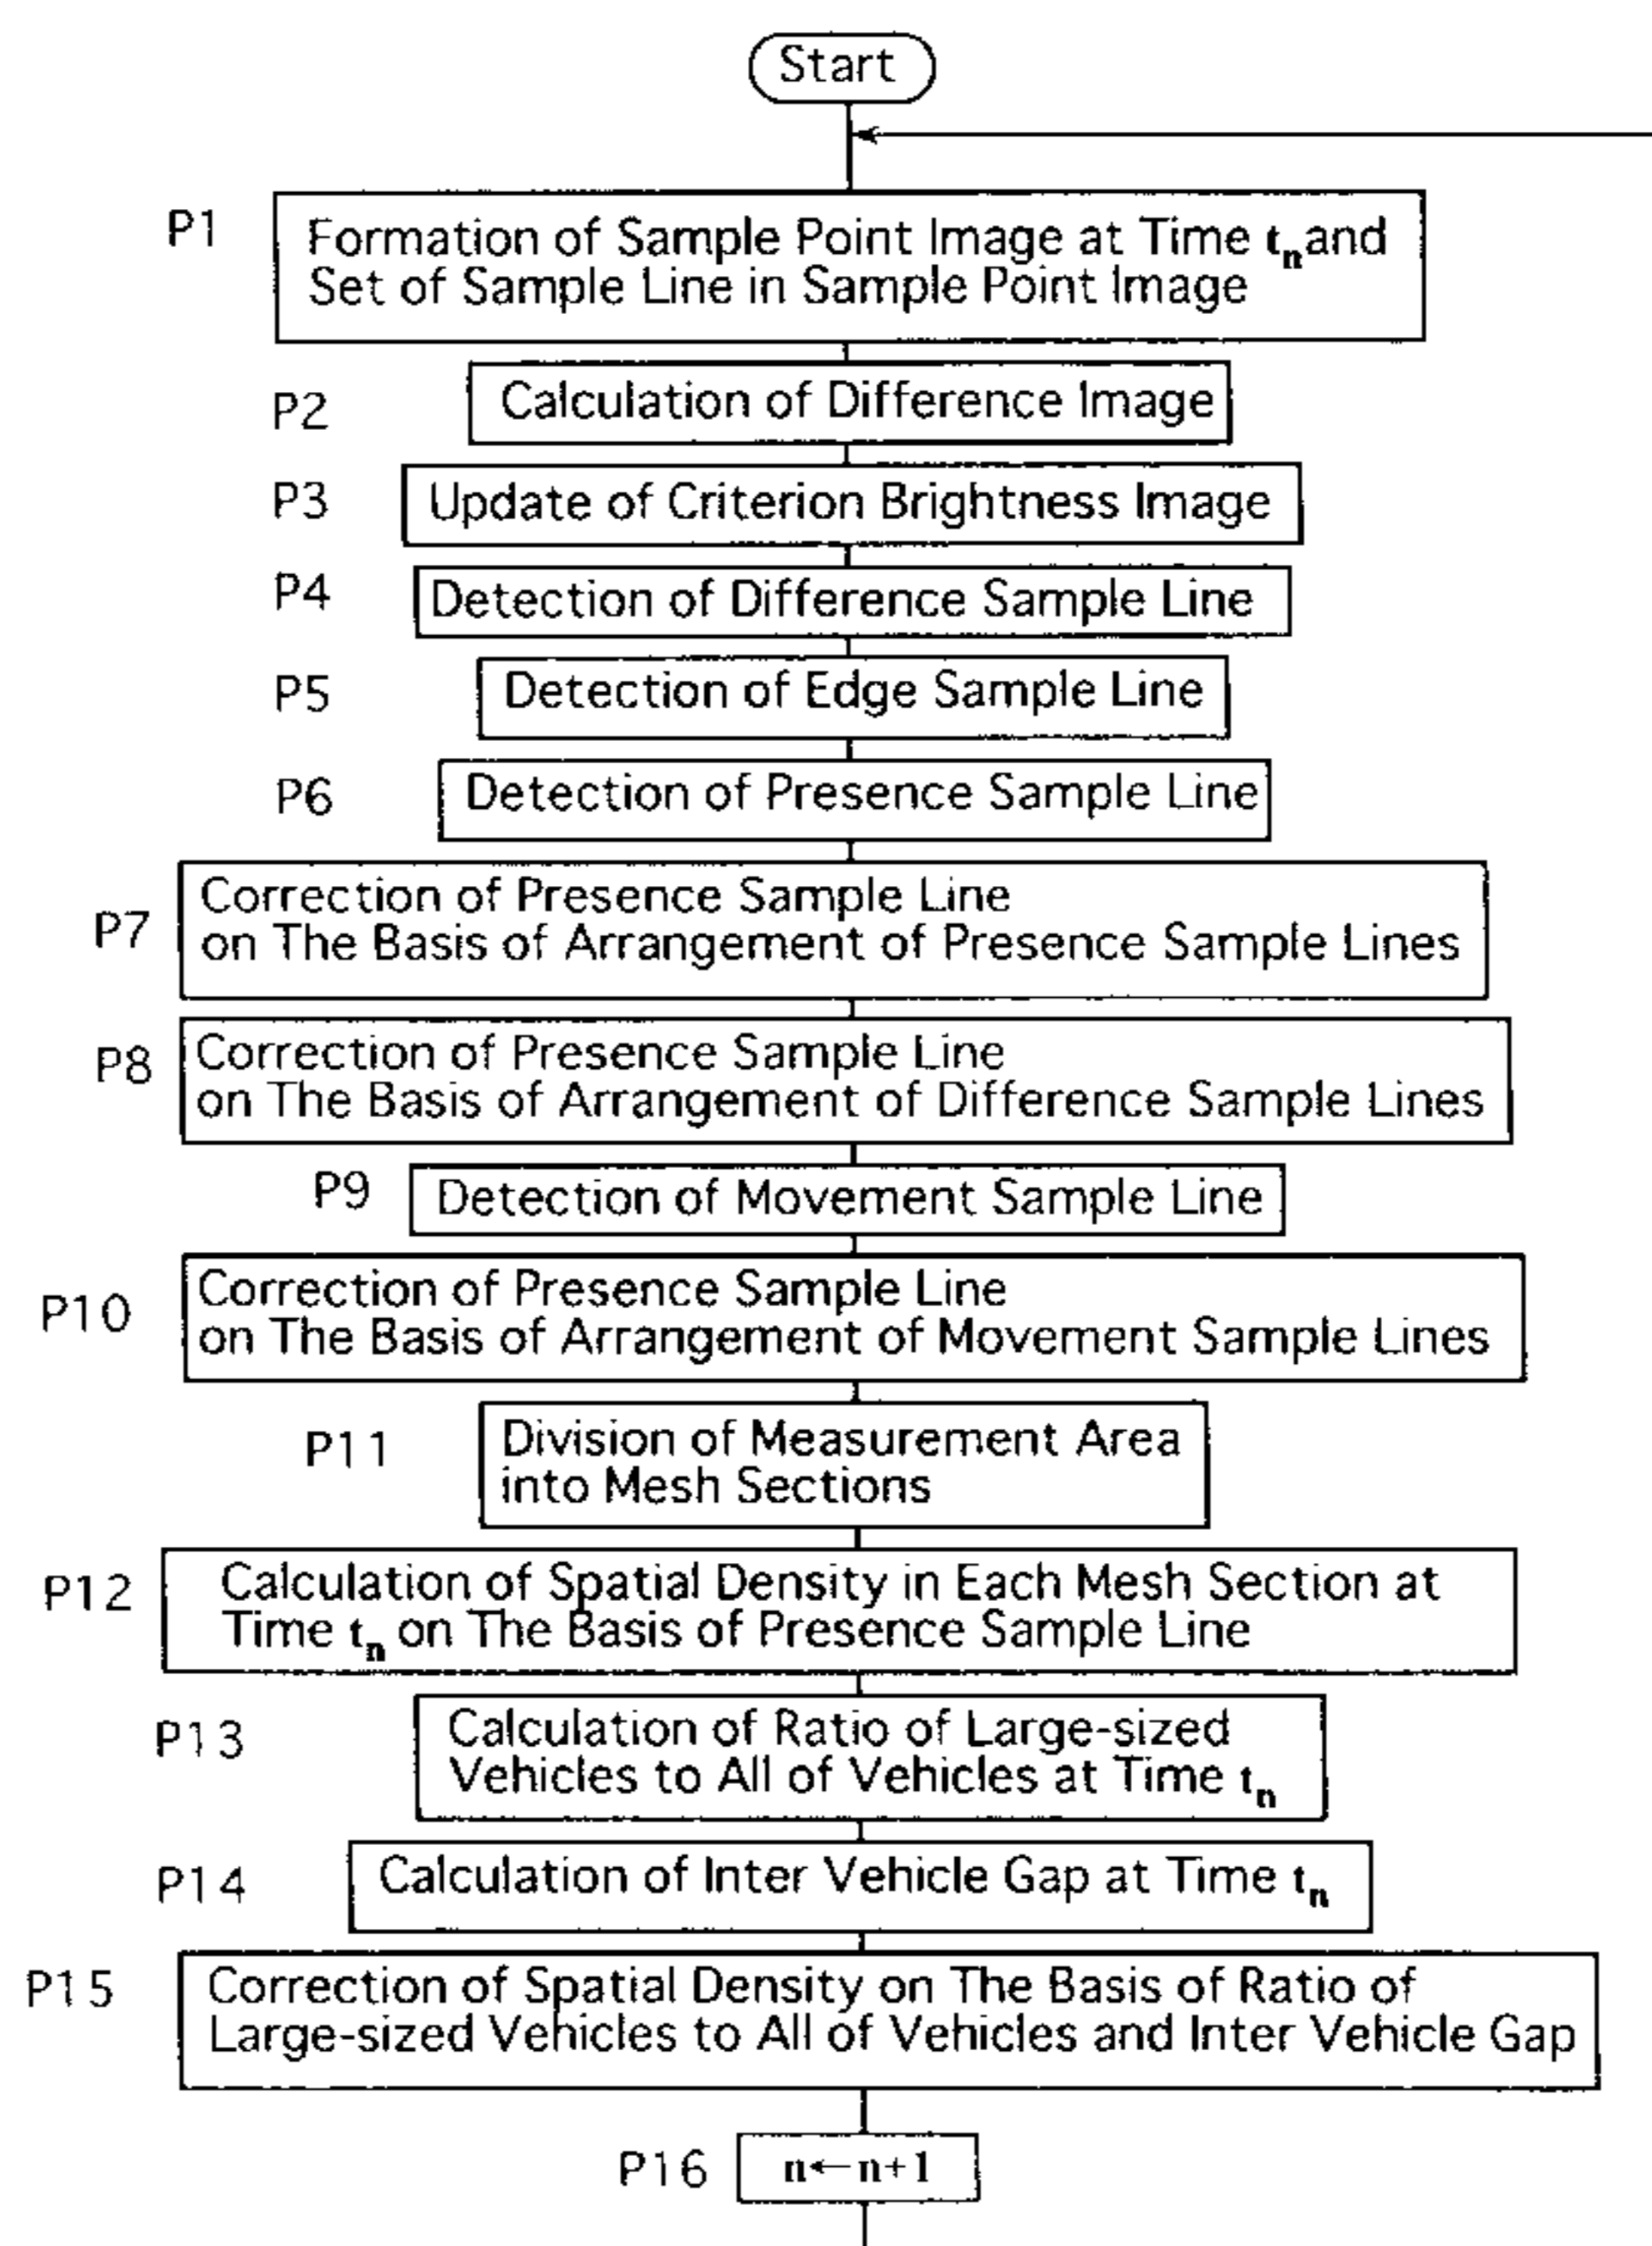 Start
P1
Formation of Sample Point Image at Time tn and
Set of Sample Line in Sample Point Image
P2
Calculation of Difference Image
P3
Update of Criterion Brightness Image
P4
Detection of Difference Sample Line
P5
Detection of Edge Sample Line
P6
Detection of Presence Sample Line
P7
Correction of Presence Sample Line
on The Basis of Arrangement of Presence Sample Lines
P8
Correction of Presence Sample Line
on The Basis of Arrangement of Difference Sample Lines
P9
Detection of Movement Sample Line
P10
Correction of Presence Sample Line
on The Basis of Arrangement of Movement Sample Lines
P11
Division of Measurement Area
into Mesh Sections
P12
Calculation of Spatial Density in Each Mesh Section at
Time tn on The Basis of Presence Sample Line
P13
Calculation of Ratio of Large-sized
Vehicles to All of Vehicles at Time tn
P14
Calculation of Inter Vehicle Gap at Time tn
P15
Correction of Spatial Density on The Basis of Ratio of
Large-sized Vehicles to All of Vehicles and Inter Vehicle Gap
P16
n←n+1